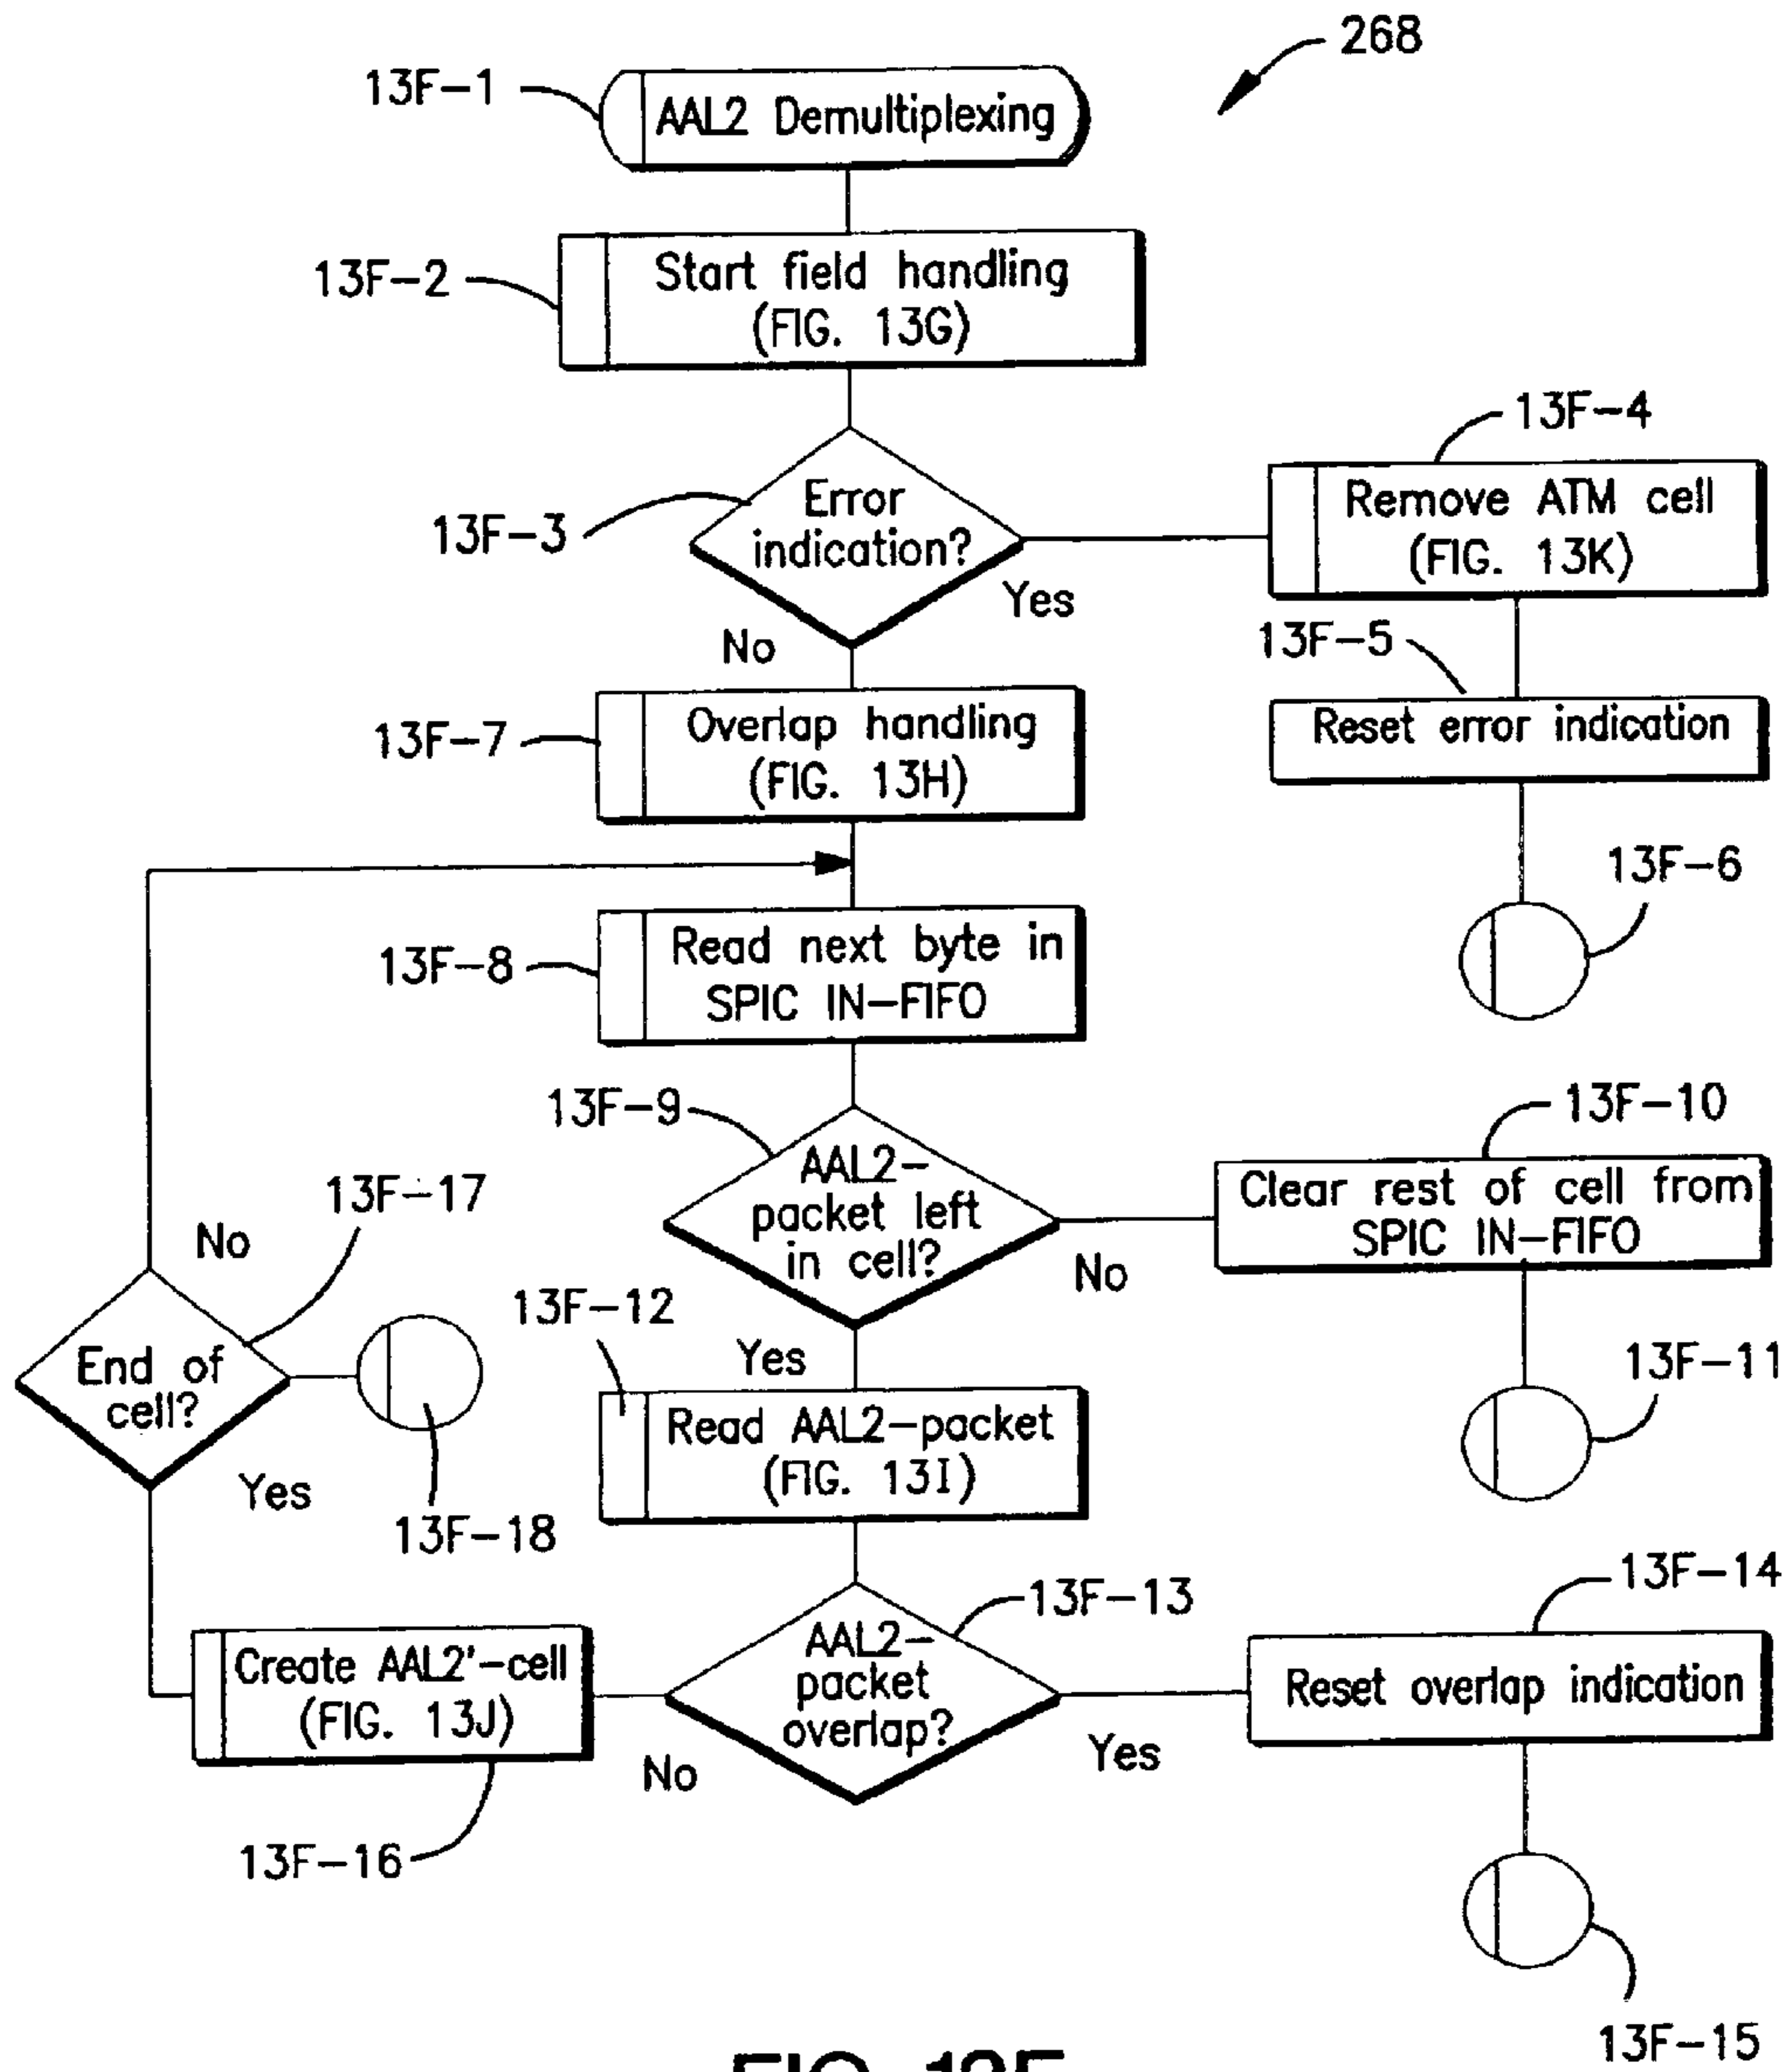 268
13F-1
AAL2 Demultiplexing
13F-2
Start field handling
(FIG. 13G)
13F-3
Error
indication?
Yes
No
13F-4
Remove ATM cell
(FIG. 13K)
13F-5
Reset error indication
13F-6
13F-7
Overlap handling
(FIG. 13H)
13F-8
Read next byte in
SPIC IN-FIFO
13F-9
AAL2-
packet left
in cell?
No
Yes
13F-10
Clear rest of cell from
SPIC IN-FIFO
13F-11
13F-12
Read AAL2-packet
(FIG. 13I)
13F-13
AAL2-
packet
overlap?
Yes
No
13F-14
Reset overlap indication
13F-15
13F-16
Create AAL2'-cell
(FIG. 13J)
13F-17
No
End of
cell?
Yes
13F-18